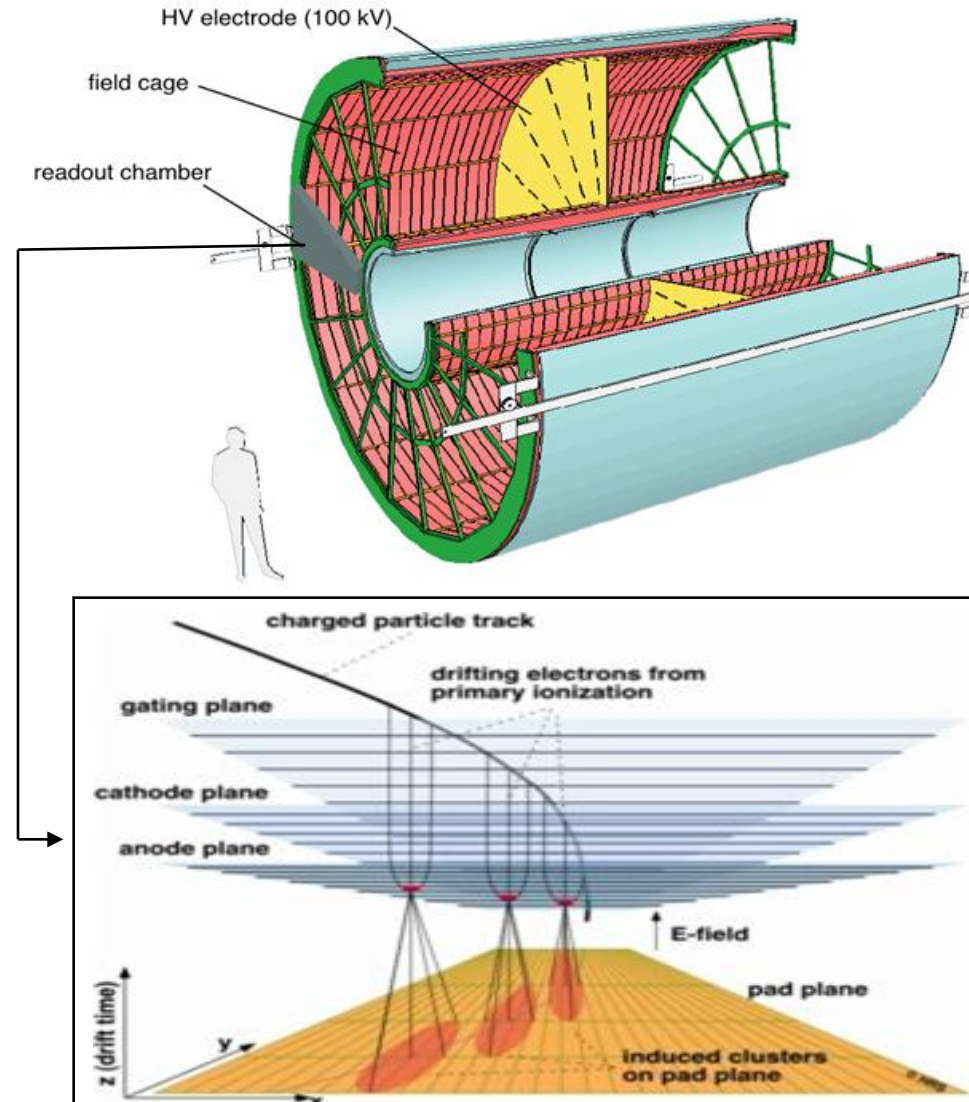 HV electrode (100 kV)
field cage
readout chamber
charged particle track
drifting electrons from
primary ionization
gating plane
cathode plane
anode plane
E-field
pad plane
z (drift time)
y
induced clusters
on pad plane
x